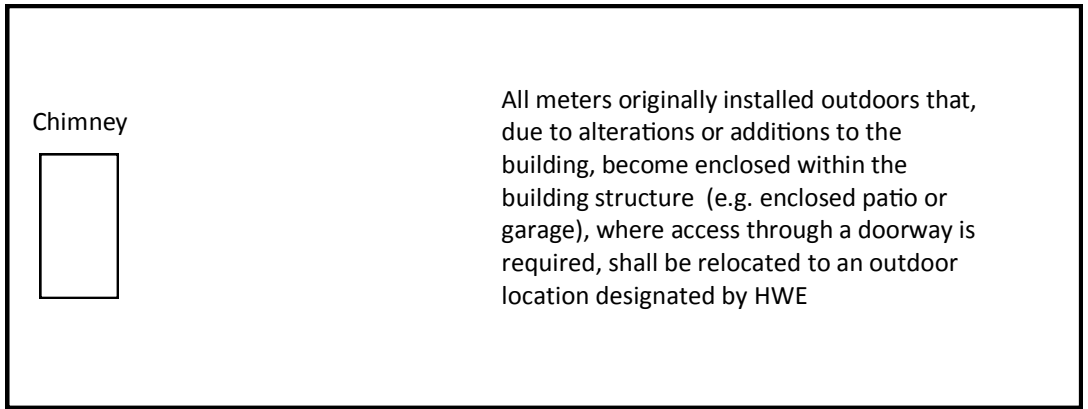 Chimney
All meters originally installed outdoors that,
due to alterations or additions to the
building, become enclosed within the
building structure  (e.g. enclosed patio or
garage), where access through a doorway is
required, shall be relocated to an outdoor
location designated by HWE